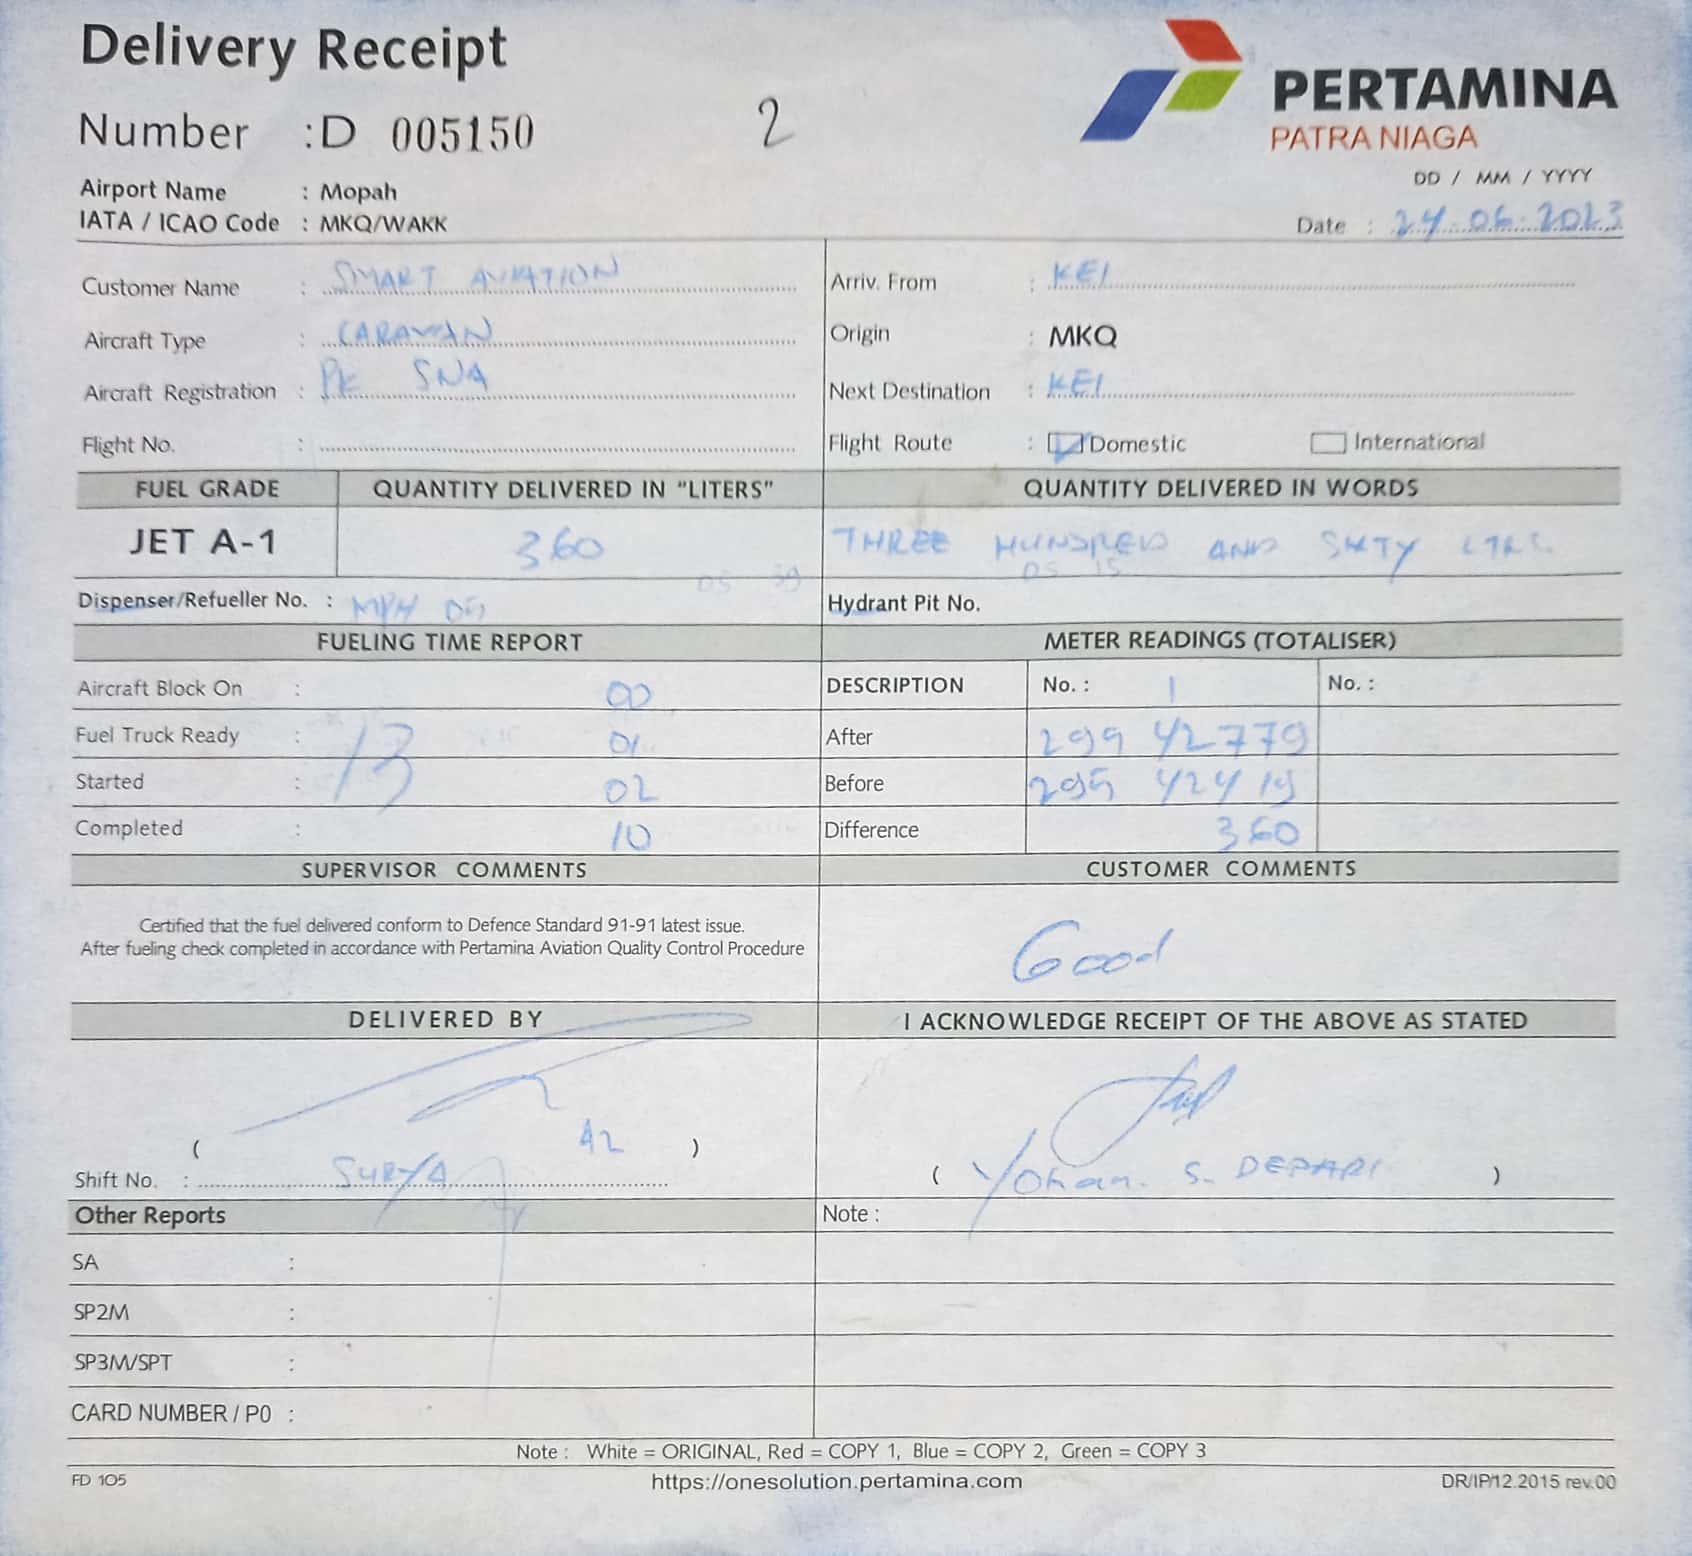 Delivery Receipt
Number : D 005150
2
PERTAMINA
PATRA NIAGA
Airport Name : Mopah
IATA / ICAO Code : MKQ/WAKK
DD / MM / YYYY
Date : 24.06.2023
Customer Name : SMART AVIATION
Arriv. From : KEI
Aircraft Type : CARAVAN
Origin : MKQ
Aircraft Registration : PK SNA
Next Destination : KEI
Flight No. :
Flight Route : Domestic International
FUEL GRADE QUANTITY DELIVERED IN "LITERS" QUANTITY DELIVERED IN WORDS
JET A-1 360 THREE HUNDRED AND SIXTY LTRS
Dispenser/Refueller No. : MPH
Hydrant Pit No.
FUELING TIME REPORT METER READINGS (TOTALISER)
Aircraft Block On : 00
DESCRIPTION No. : 1 No. :
Fuel Truck Ready : 13 01
After 299 42779
Started : 02
Before 42419
Completed : 10
Difference 360
SUPERVISOR COMMENTS CUSTOMER COMMENTS
Certified that the fuel delivered conform to Defence Standard 91-91 latest issue.
After fueling check completed in accordance with Pertamina Aviation Quality Control Procedure
Good
DELIVERED BY I ACKNOWLEDGE RECEIPT OF THE ABOVE AS STATED
( A2 )
Shift No. : SURYA
( Yohan. S. DEPARI )
Other Reports Note :
SA :
SP2M :
SP3M/SPT :
CARD NUMBER / P0 :
Note : White = ORIGINAL, Red = COPY 1, Blue = COPY 2, Green = COPY 3
FD 105 https://onesolution.pertamina.com DR/IP/12.2015 rev.00